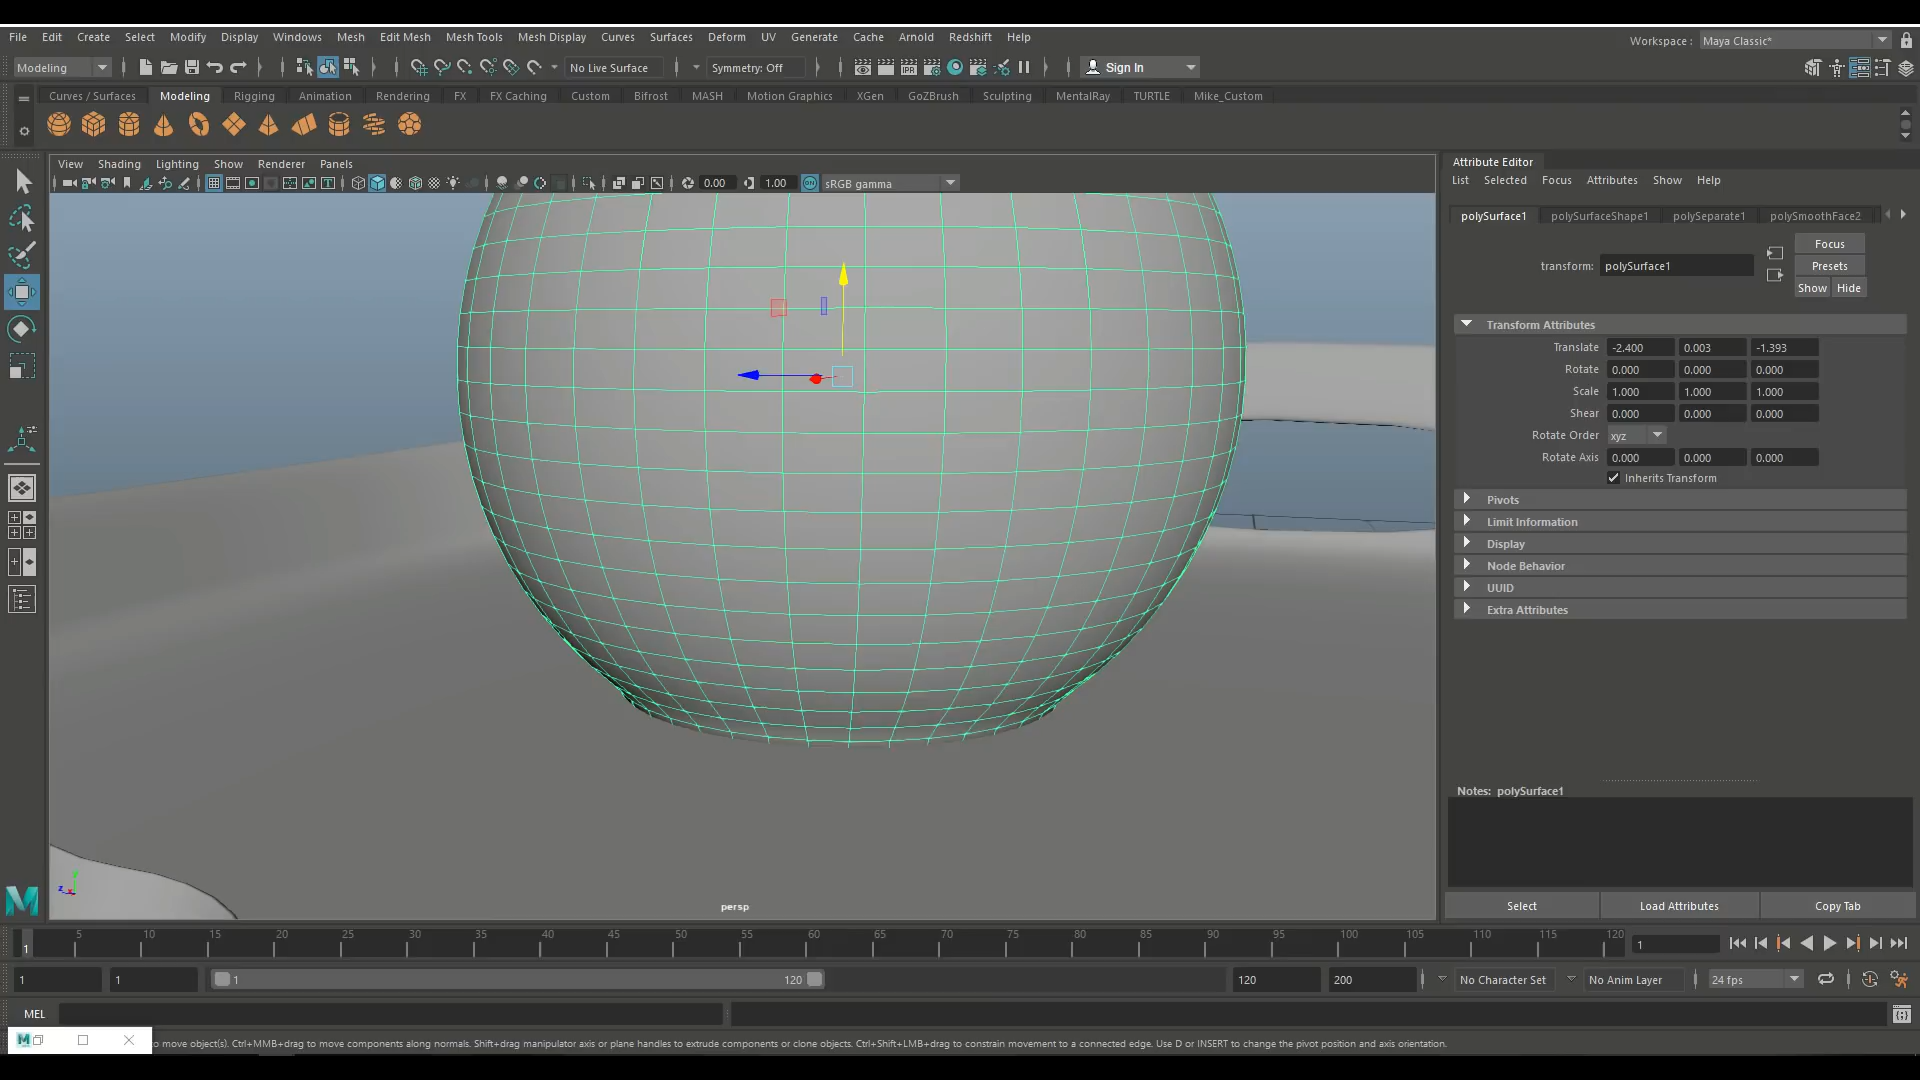 File Edit Create Select Modify Display Windows Mesh Edit Mesh Mesh Tools Mesh Display Curves Surfaces Deform UV Generate Cache Arnold Redshift Help
Workspace : Maya Classic*
Modeling No Live Surface Symmetry: Off IPR Sign In
Curves / Surfaces Modeling Rigging Animation Rendering FX FX Caching Custom Bifrost MASH Motion Graphics XGen GoZBrush Sculpting MentalRay TURTLE Mike_Custom
View Shading Lighting Show Renderer Panels
0.00 1.00 ON sRGB gamma
Attribute Editor
List Selected Focus Attributes Show Help
polySurface1 polySurfaceShape1 polySeparate1 polySmoothFace2
Focus
transform: polySurface1 Presets
Show Hide
Transform Attributes
Translate -2.400 0.003 -1.393
Rotate 0.000 0.000 0.000
Scale 1.000 1.000 1.000
Shear 0.000 0.000 0.000
Rotate Order xyz
Rotate Axis 0.000 0.000 0.000
Inherits Transform
Pivots
Limit Information
Display
Node Behavior
UUID
Extra Attributes
Notes: polySurface1
y
z x
persp
Select Load Attributes Copy Tab
1 5 10 15 20 25 30 35 40 45 50 55 60 65 70 75 80 85 90 95 100 105 110 115 120 1
1 1 1 120 120 200 No Character Set No Anim Layer 24 fps
MEL
to move object(s). Ctrl+MMB+drag to move components along normals. Shift+drag manipulator axis or plane handles to extrude components or clone objects. Ctrl+Shift+LMB+drag to constrain movement to a connected edge. Use D or INSERT to change the pivot position and axis orientation.